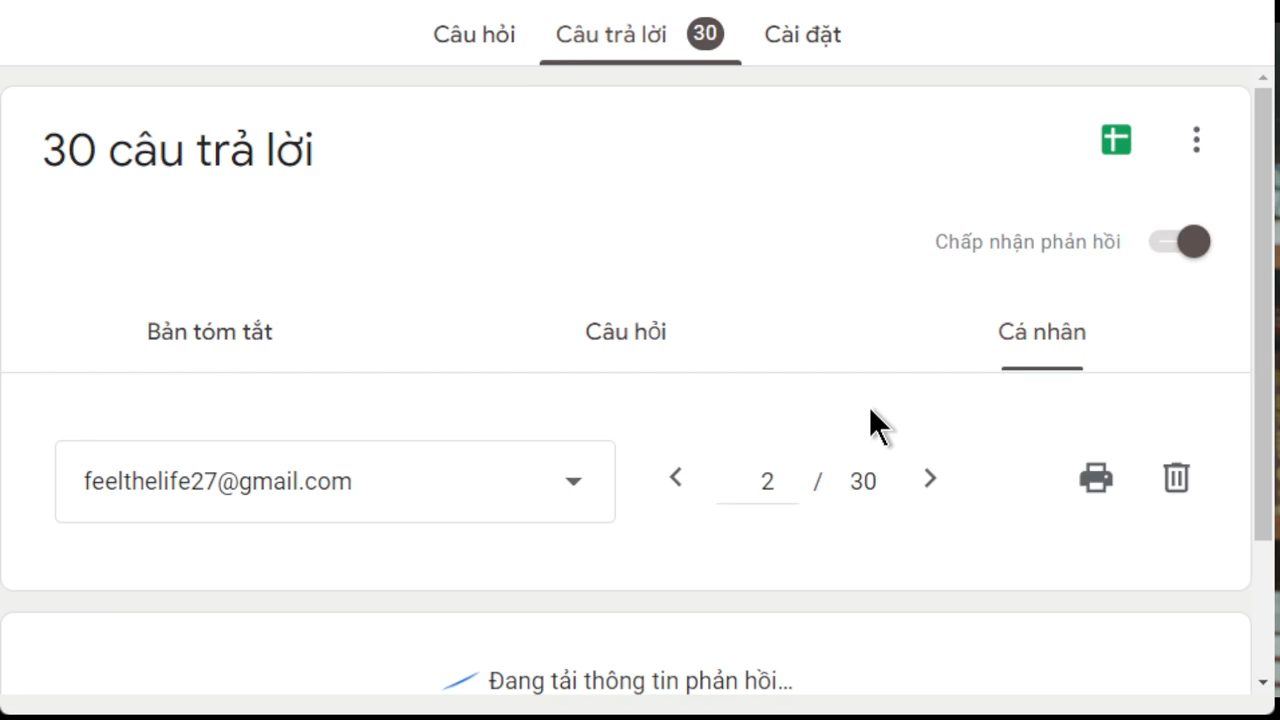 Câu hỏi Câu trả lời 30 Cài đặt
30 câu trả lời
Chấp nhận phản hồi
Bản tóm tắt Câu hỏi Cá nhân
feelthelife27@gmail.com 2 / 30
Đang tải thông tin phản hồi...